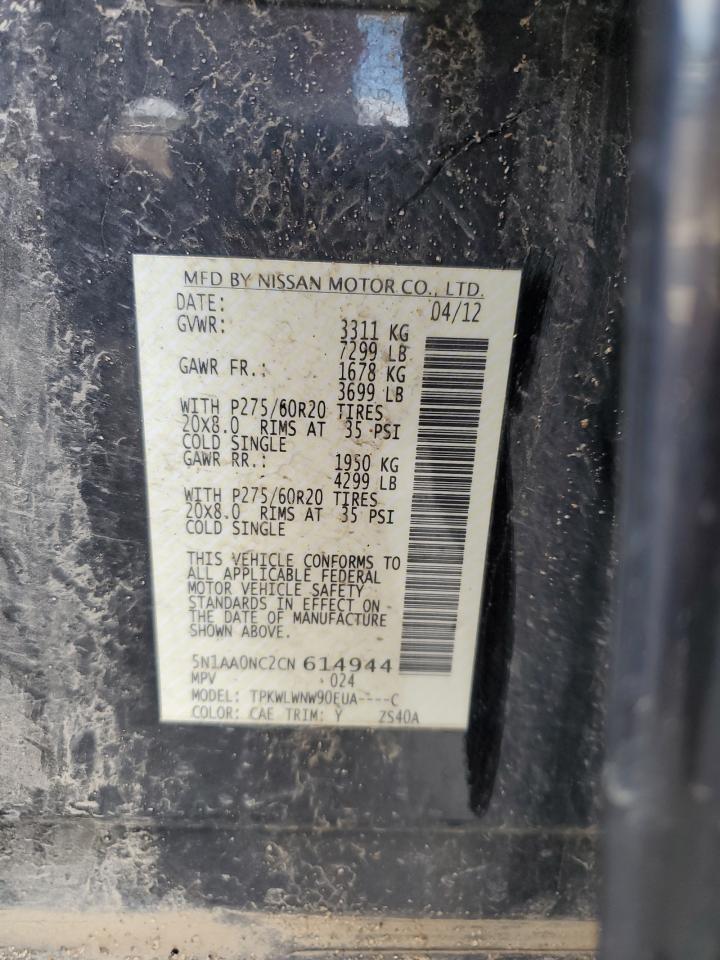 MFD BY NISSAN MOTOR CO., LTD.
DATE: 04/12
GVWR: 3311 KG
7299 LB
GAWR FR.: 1678 KG
3699 LB
WITH P275/60R20 TIRES
20X8.0 RIMS AT 35 PSI
COLD SINGLE
GAWR RR.: 1950 KG
4299 LB
WITH P275/60R20 TIRES
20X8.0 RIMS AT 35 PSI
COLD SINGLE
THIS VEHICLE CONFORMS TO
ALL APPLICABLE FEDERAL
MOTOR VEHICLE SAFETY
STANDARDS IN EFFECT ON
THE DATE OF MANUFACTURE
SHOWN ABOVE.
5N1AA0NC2CN 614944
MPV 024
MODEL: TPKWLWNW90EUA----C
COLOR: CAE TRIM: Y ZS40A